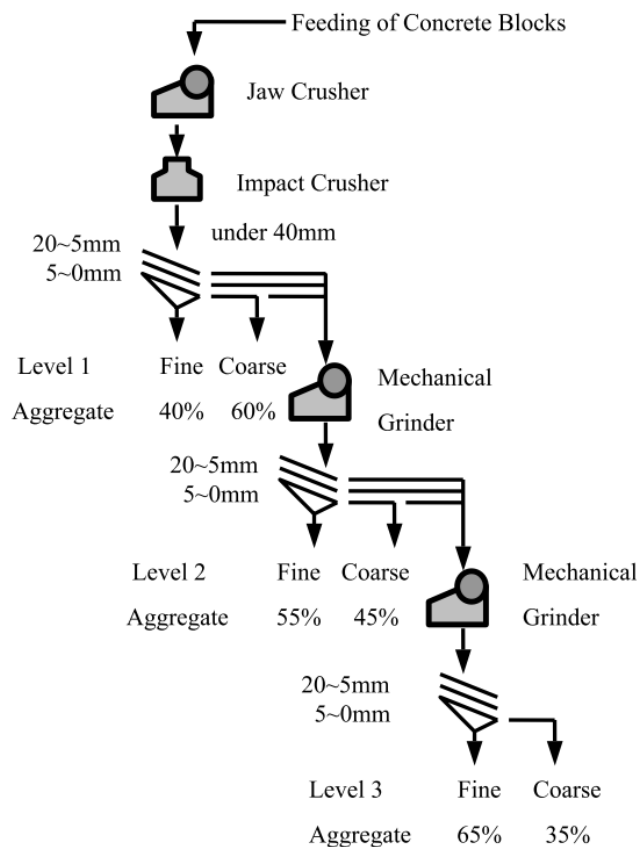 Feeding of Concrete Blocks
Jaw Crusher
Impact Crusher
under 40mm
20~5mm
5~0mm
Level 1 Fine Coarse
Aggregate 40% 60%
Mechanical
Grinder
20~5mm
5~0mm
Level 2 Fine Coarse
Aggregate 55% 45%
Mechanical
Grinder
20~5mm
5~0mm
Level 3 Fine Coarse
Aggregate 65% 35%